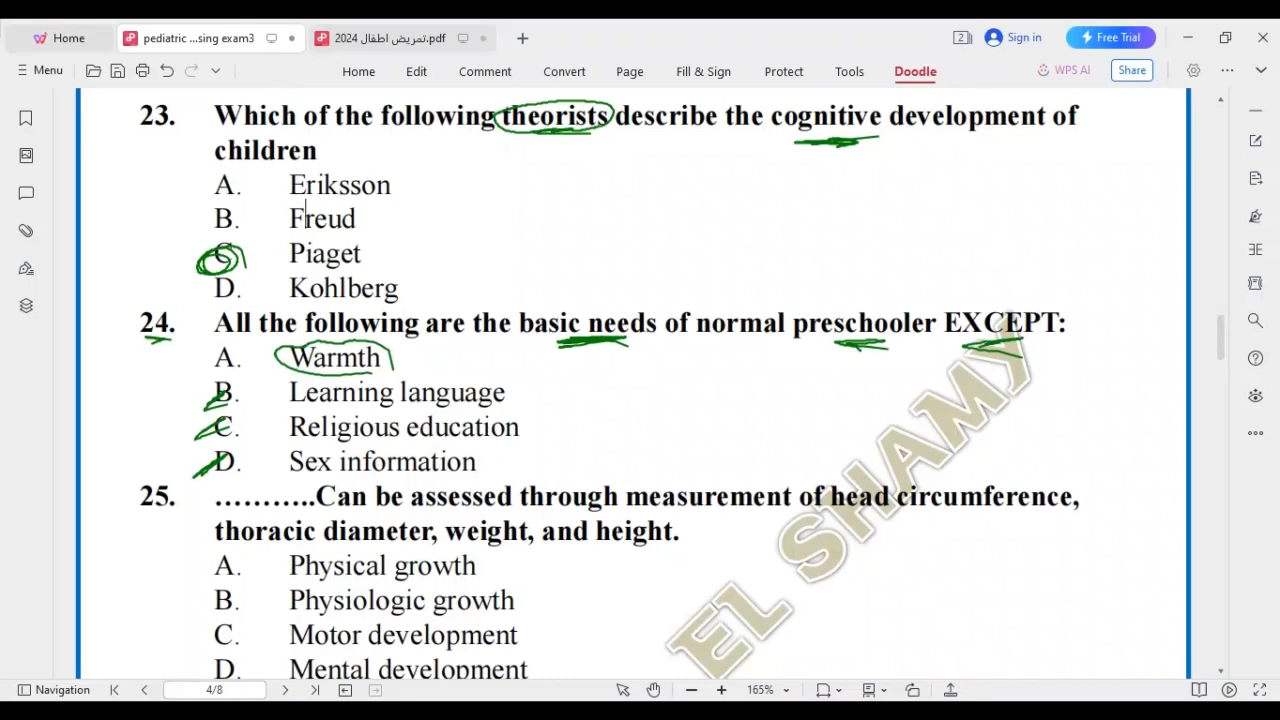 Home
pediatric ...sing exam3
تمريض اطفال 2024.pdf
2
Sign in
Free Trial
Menu
Home
Edit
Comment
Convert
Page
Fill & Sign
Protect
Tools
Doodle
WPS AI
Share
23. Which of the following theorists describe the cognitive development of
children
A. Eriksson
B. Freud
C. Piaget
D. Kohlberg
24. All the following are the basic needs of normal preschooler EXCEPT:
A. Warmth
B. Learning language
C. Religious education
D. Sex information
25. ………..Can be assessed through measurement of head circumference,
thoracic diameter, weight, and height.
A. Physical growth
B. Physiologic growth
C. Motor development
D. Mental development
EL SHAMY
Navigation
4/8
165%